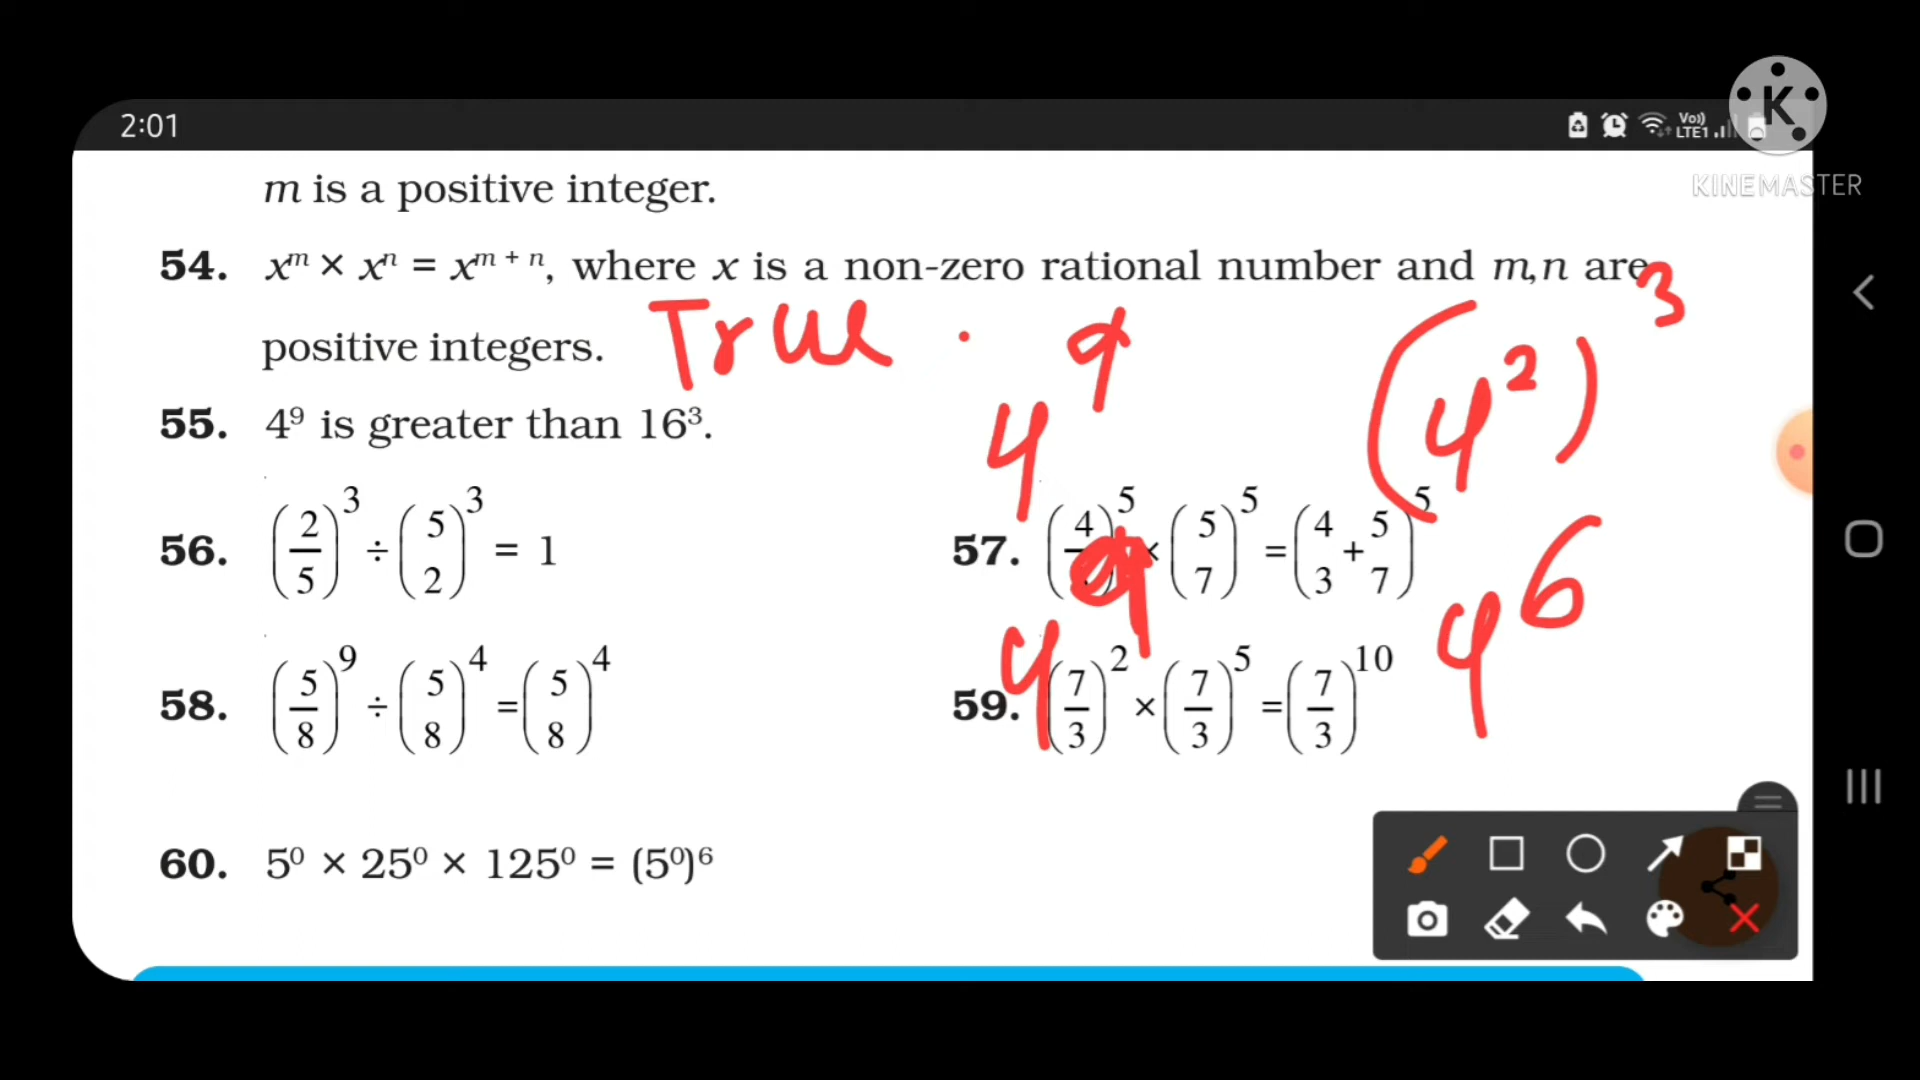 2:01
Vo))
LTE1
K
KINEMASTER
m is a positive integer.
54. xᵐ × xⁿ = xᵐ⁺ⁿ, where x is a non-zero rational number and m,n are
positive integers.
True .
55. 4⁹ is greater than 16³.
4⁹
(4²)³
56. (2/5)³ ÷ (5/2)³ = 1
57. (4/ )⁵ × (5/7)⁵ = (4/3 + 5/7)⁵
4⁹
4⁶
58. (5/8)⁹ ÷ (5/8)⁴ = (5/8)⁴
59. (7/3)² × (7/3)⁵ = (7/3)¹⁰
60. 5⁰ × 25⁰ × 125⁰ = (5⁰)⁶